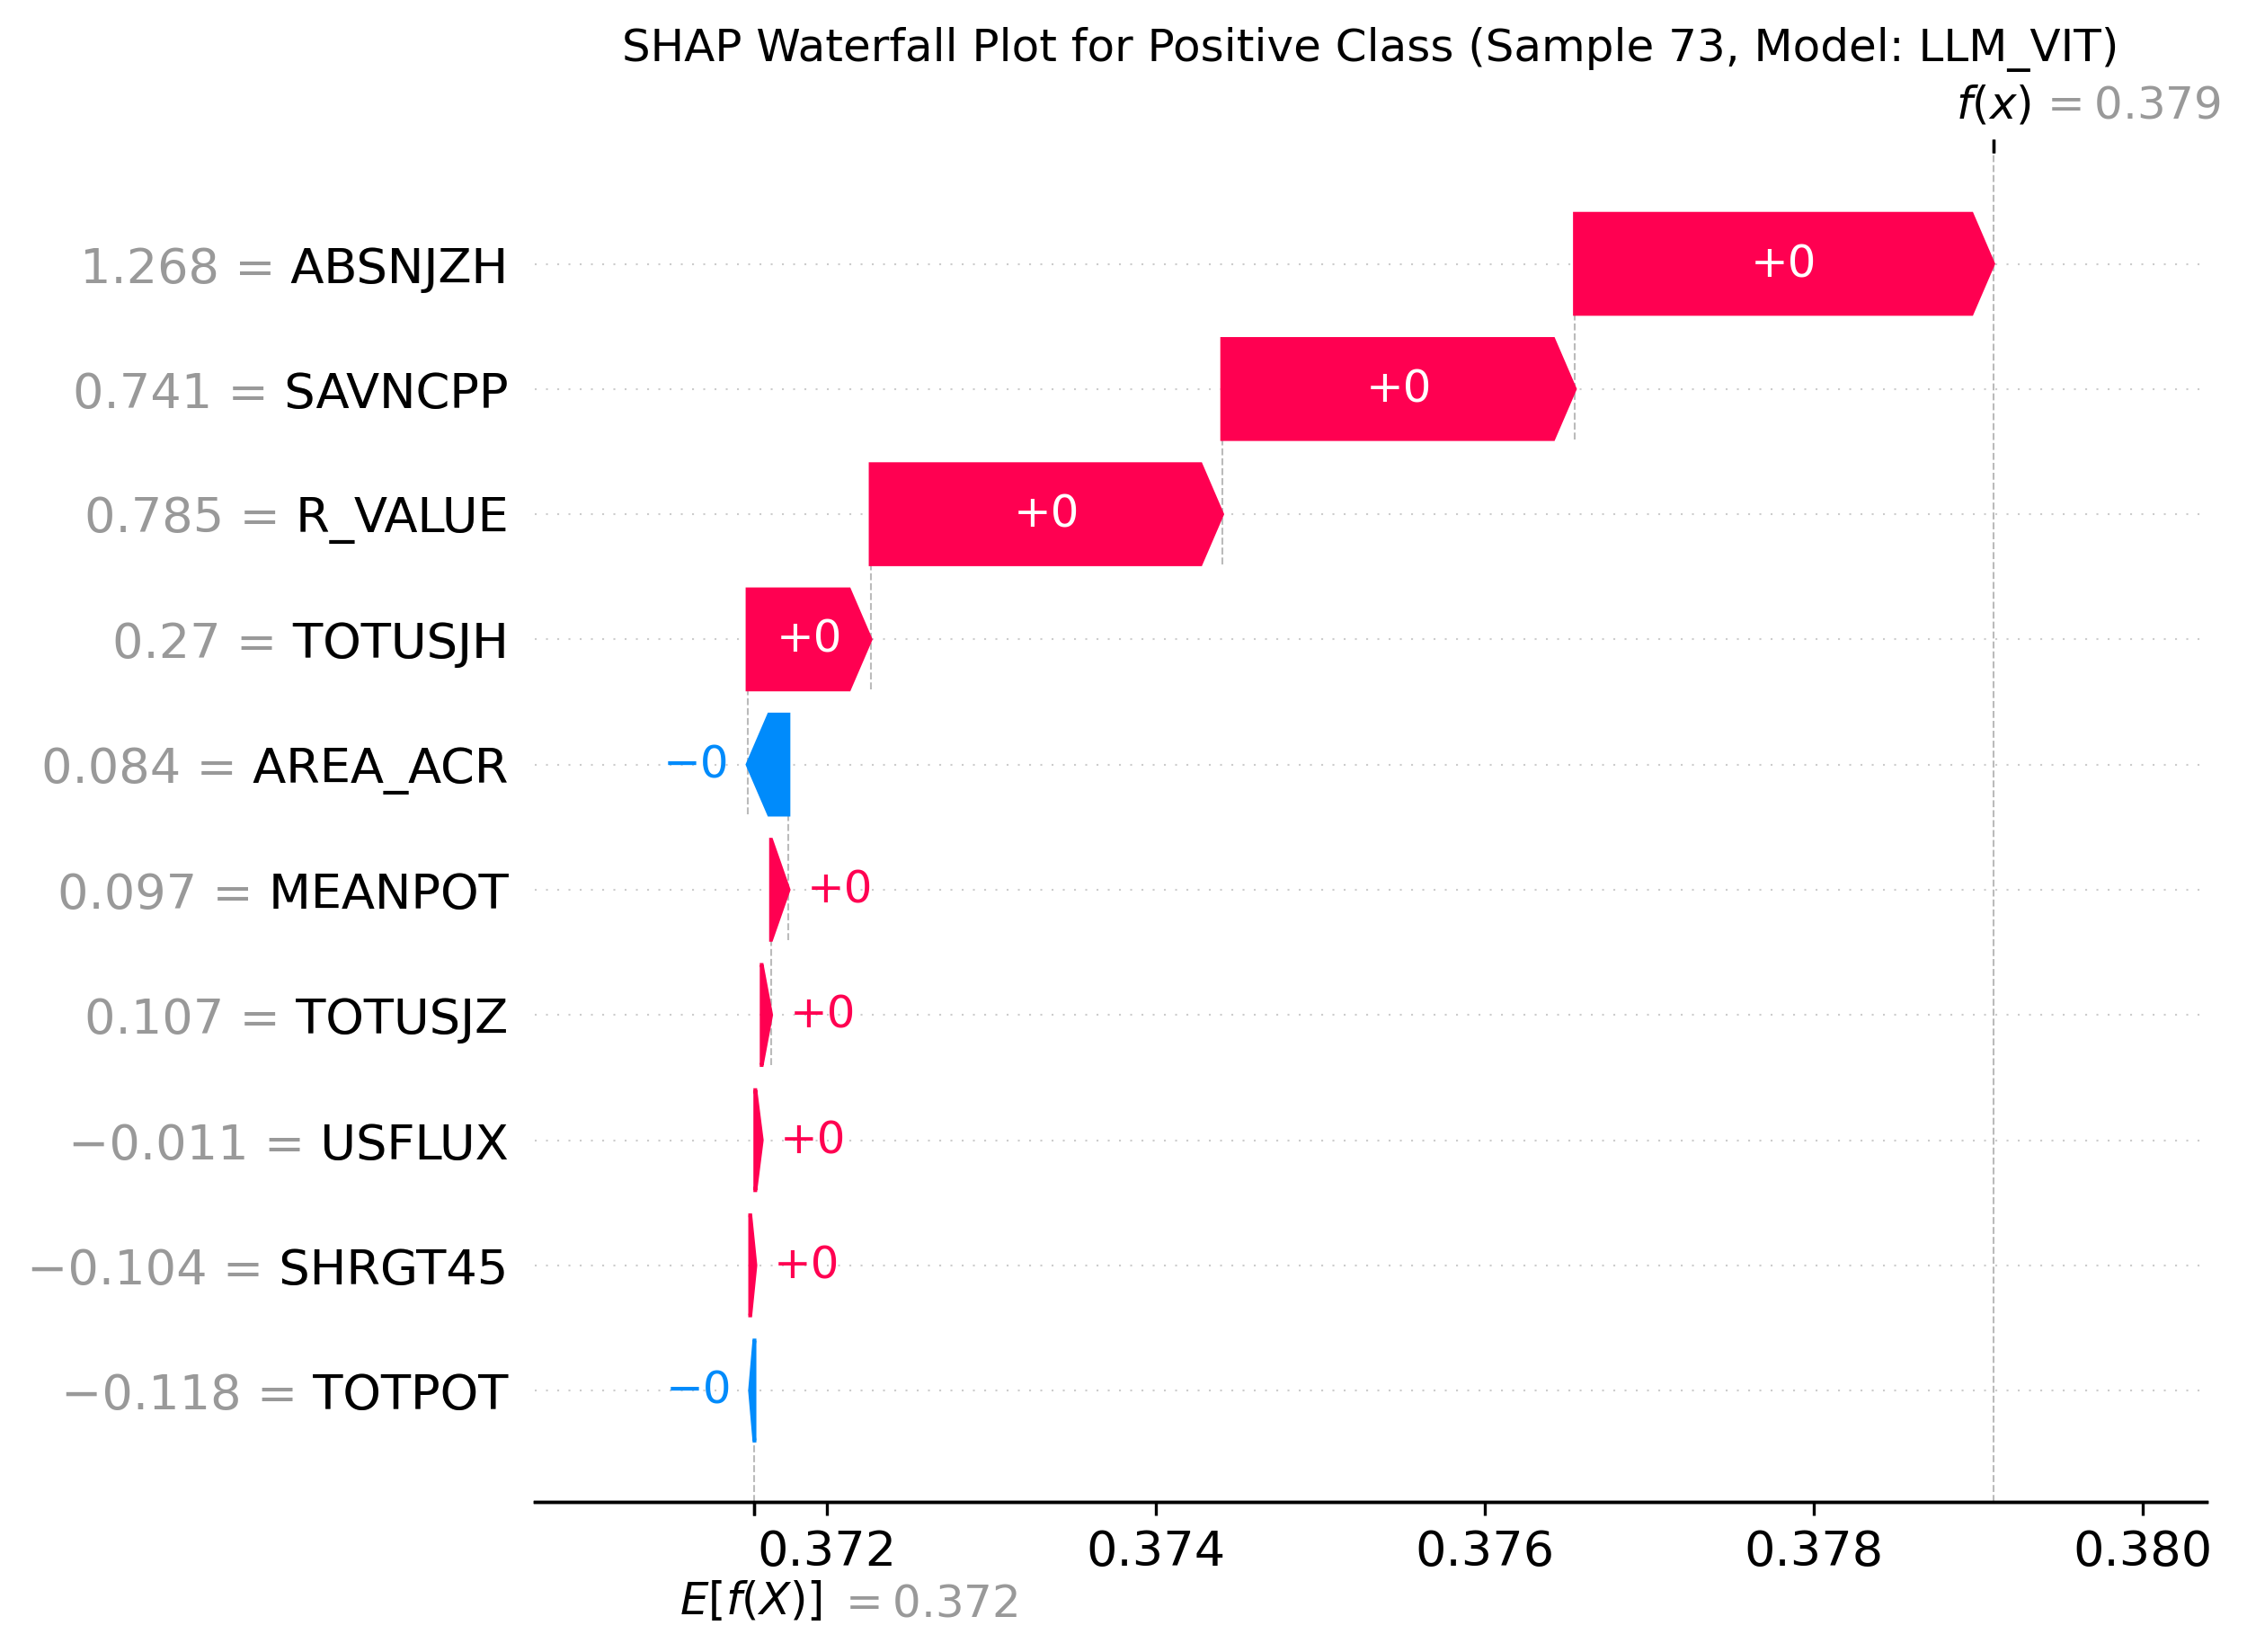 SHAP Waterfall Plot for Positive Class (Sample 73, Model: LLM_VIT)
f(x) = 0.379
1.268 = ABSNJZH
+0
0.741 = SAVNCPP
+0
0.785 = R_VALUE
+0
0.27 = TOTUSJH
+0
0.084 = AREA_ACR
−0
0.097 = MEANPOT
+0
0.107 = TOTUSJZ
+0
−0.011 = USFLUX
+0
−0.104 = SHRGT45
+0
−0.118 = TOTPOT
−0
0.372 0.374 0.376 0.378 0.380
E[f(X)] = 0.372